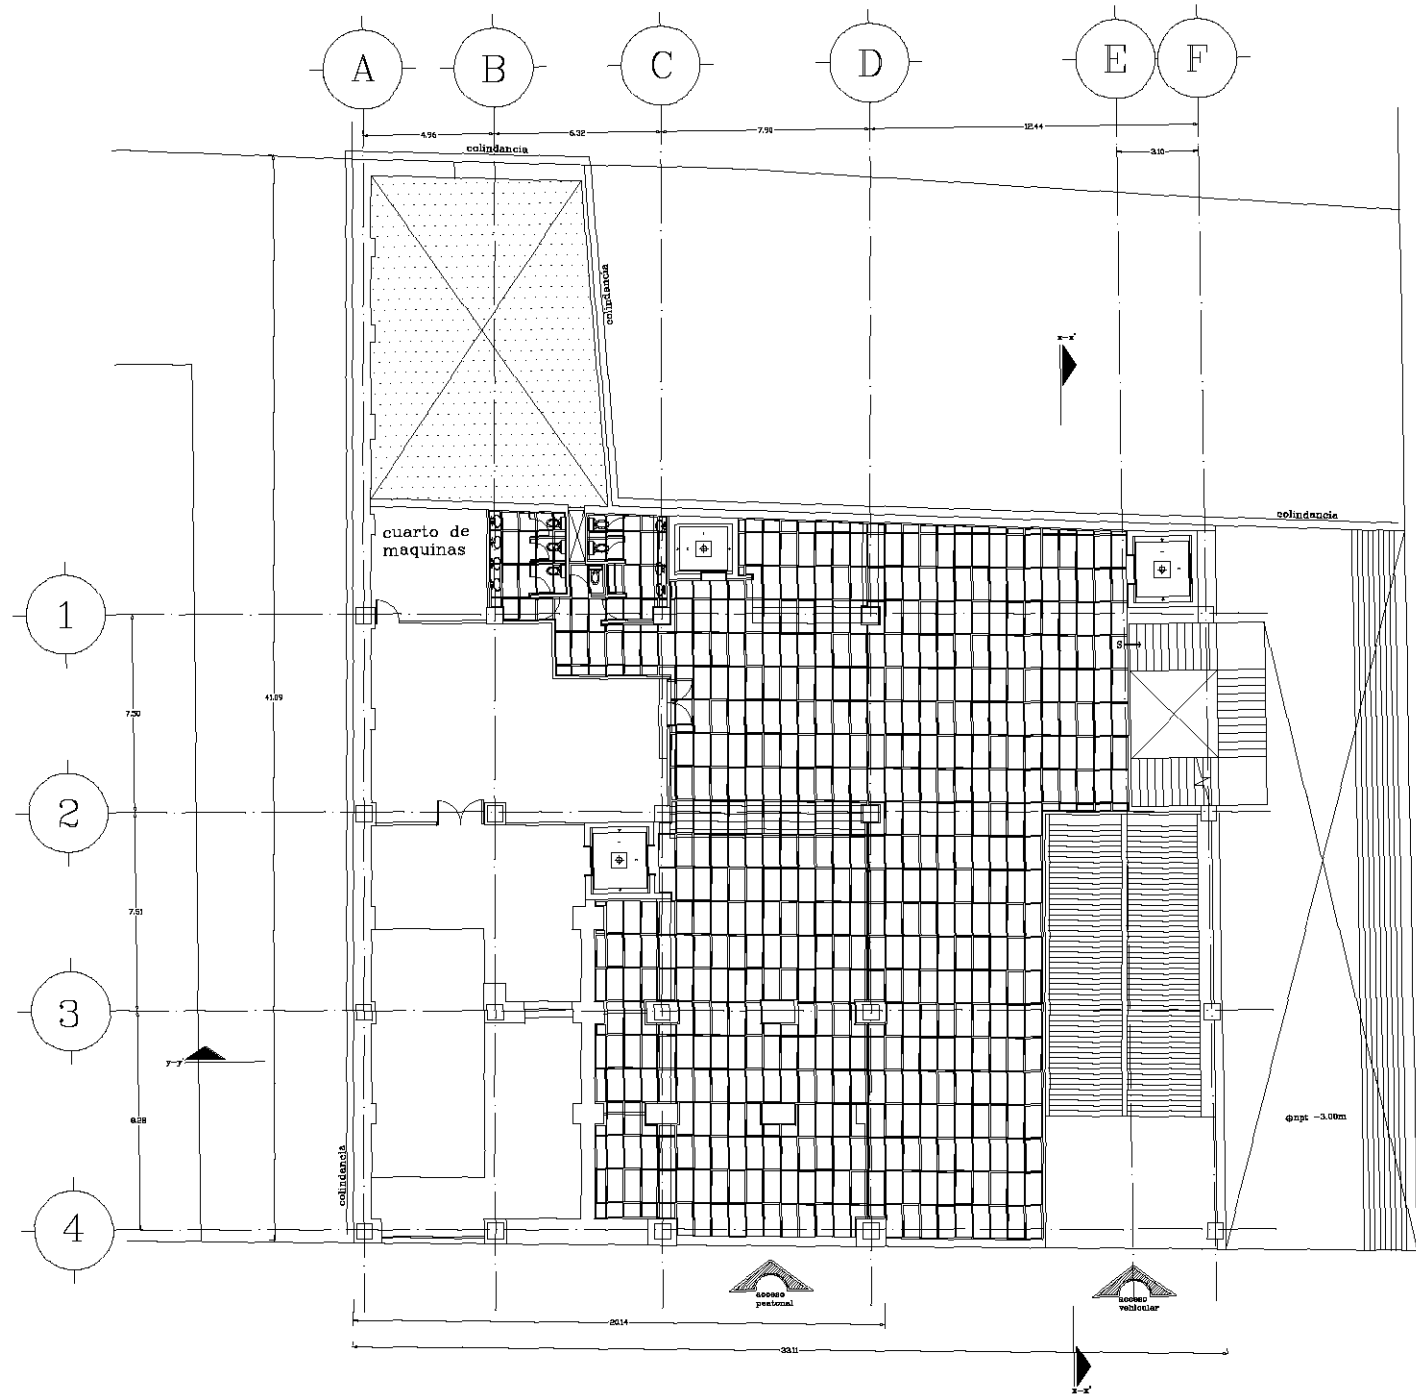 A B C D E F
4.96 6.32 7.90 12.44
3.10
colindancia
colindancia
x-x'
41.09
colindancia
cuarto de
maquinas
1
S
7.50
2
7.51
3
y-y'
npt -3.00m
8.28
colindancia
4
acceso
peatonal
acceso
vehicular
20.14
33.11
x-x'